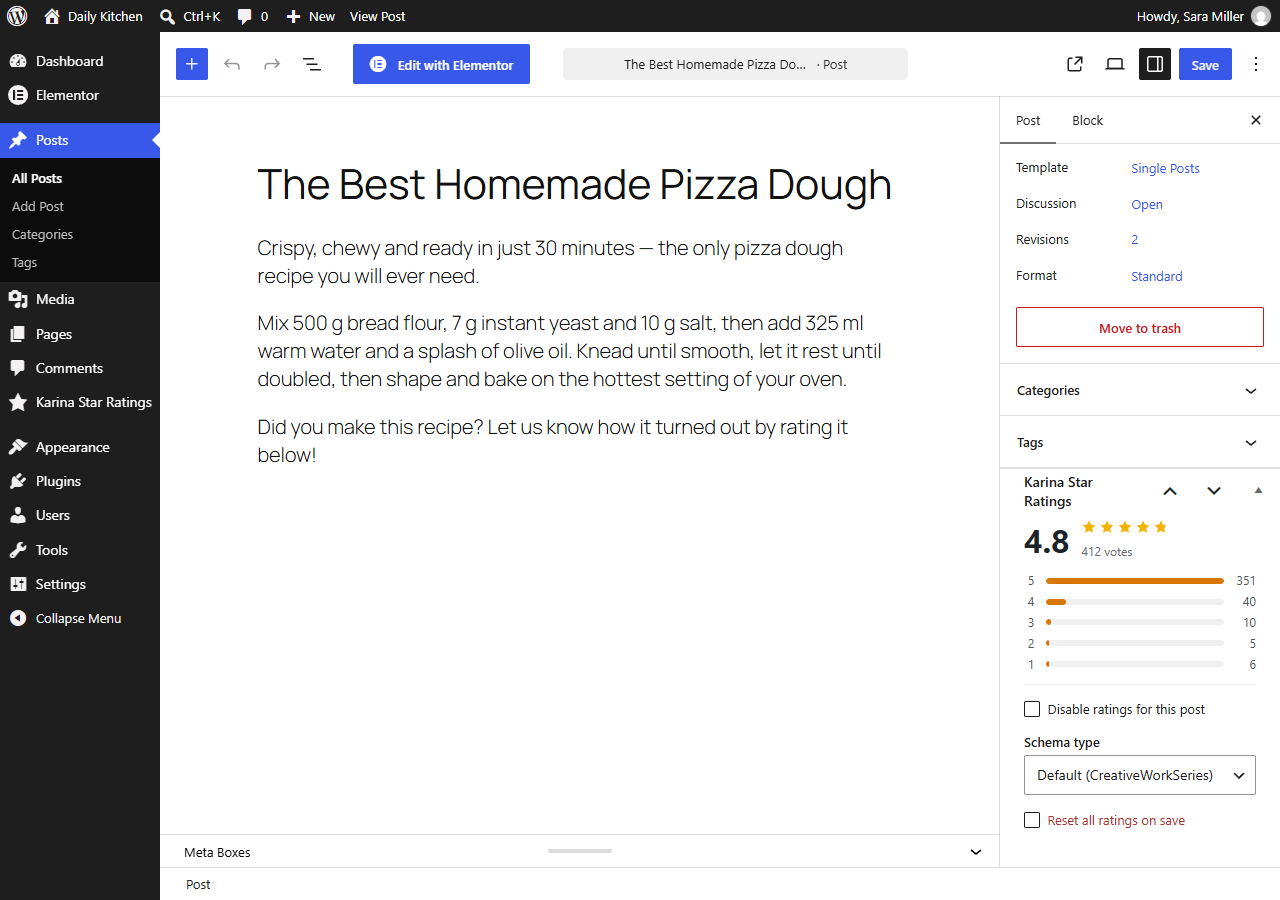 Daily Kitchen Ctrl+K 0 New View Post Howdy, Sara Miller
Dashboard
Elementor
Posts
All Posts
Add Post
Categories
Tags
Media
Pages
Comments
Karina Star Ratings
Appearance
Plugins
Users
Tools
Settings
Collapse Menu
Edit with Elementor The Best Homemade Pizza Do... · Post Save
The Best Homemade Pizza Dough
Crispy, chewy and ready in just 30 minutes — the only pizza dough
recipe you will ever need.
Mix 500 g bread flour, 7 g instant yeast and 10 g salt, then add 325 ml
warm water and a splash of olive oil. Knead until smooth, let it rest until
doubled, then shape and bake on the hottest setting of your oven.
Did you make this recipe? Let us know how it turned out by rating it
below!
Meta Boxes
Post
Post Block
Template Single Posts
Discussion Open
Revisions 2
Format Standard
Move to trash
Categories
Tags
Karina Star
Ratings
4.8
412 votes
5 351
4 40
3 10
2 5
1 6
Disable ratings for this post
Schema type
Default (CreativeWorkSeries)
Reset all ratings on save